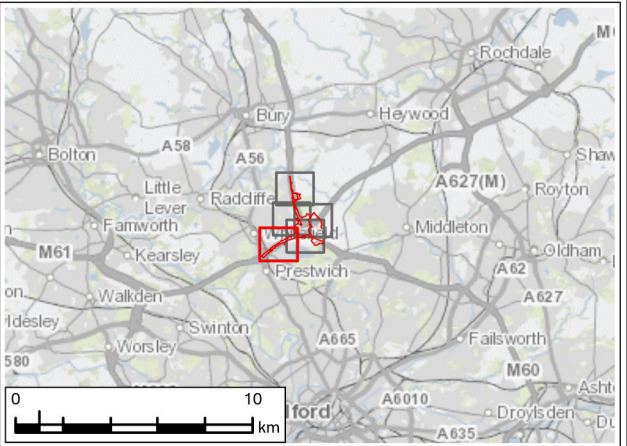 Rochdale
Bury
Heywood
A58
Bolton
A56
Shaw
A627(M)
Little
Lever
Radcliffe
Royton
Farnworth
Middleton
M61
Kearsley
Oldham
Prestwich
A62
Walkden
A627
Swinton
A665
Failsworth
Worsley
580
M60
0 10
km
A6010
Droylsden
A635